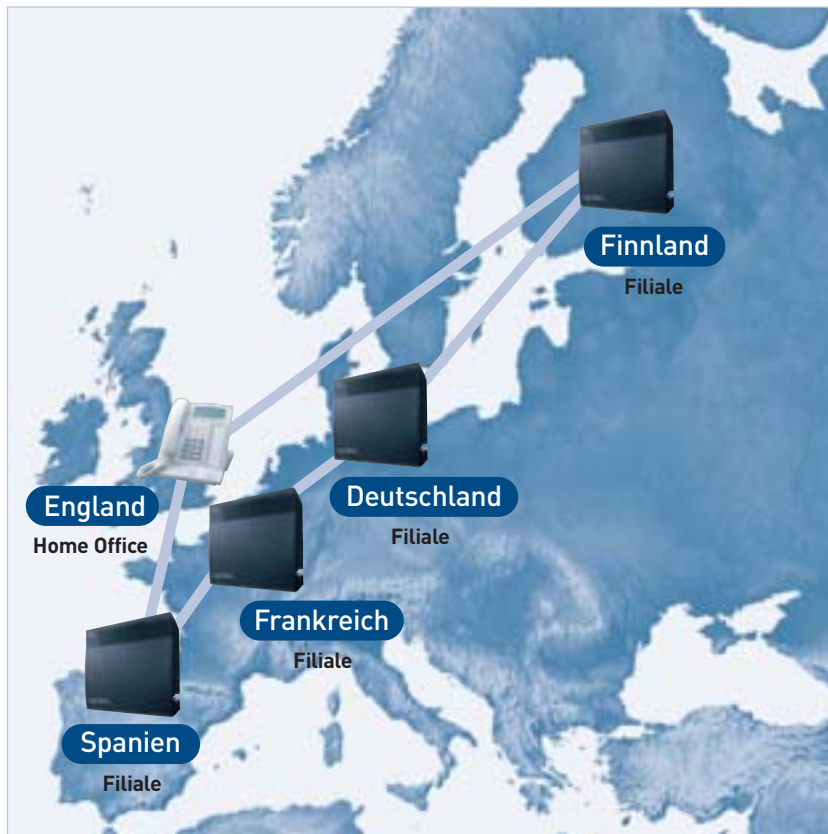 Finnland
Filiale
Deutschland
Filiale
England
Home Office
Frankreich
Filiale
Spanien
Filiale